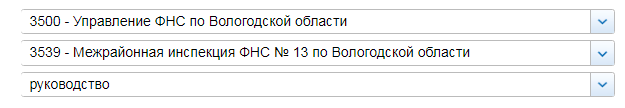 3500 - Управление ФНС по Вологодской области
3539 - Межрайонная инспекция ФНС № 13 по Вологодской области
руководство